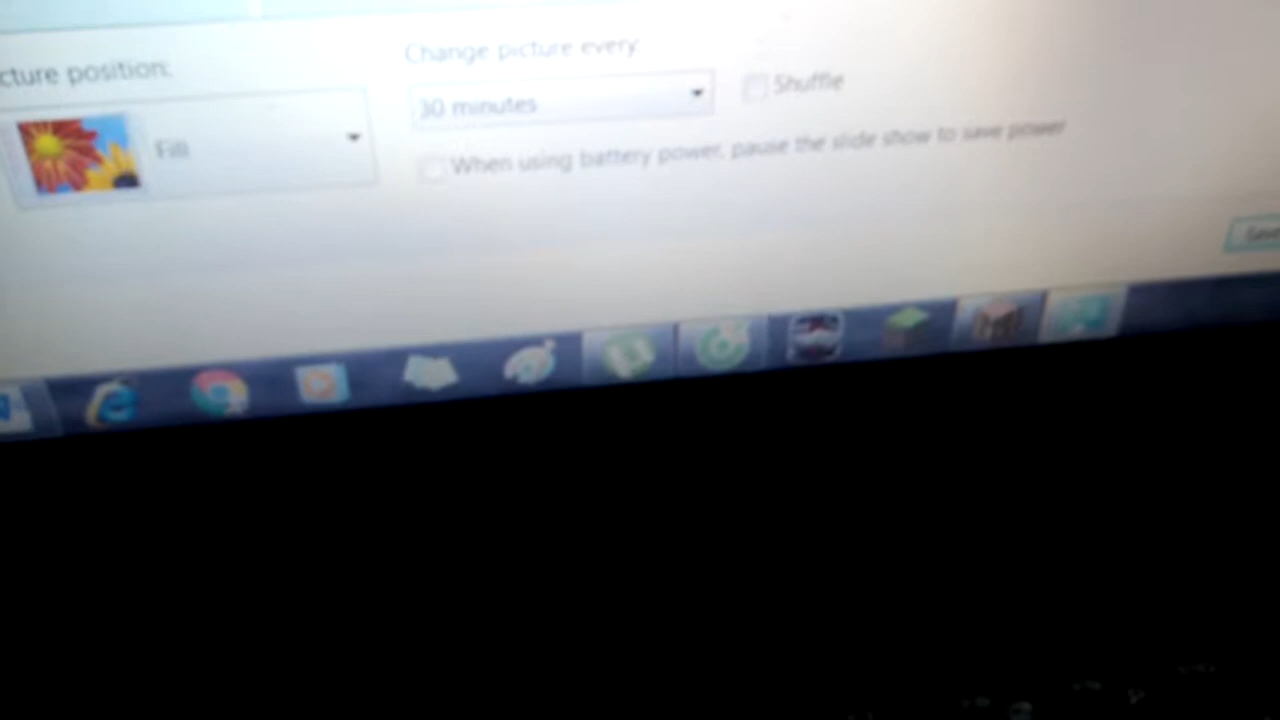 cture position:
Fill
Change picture every
30 minutes
Shuffle
When using battery power, pause the slide show to save power
Save